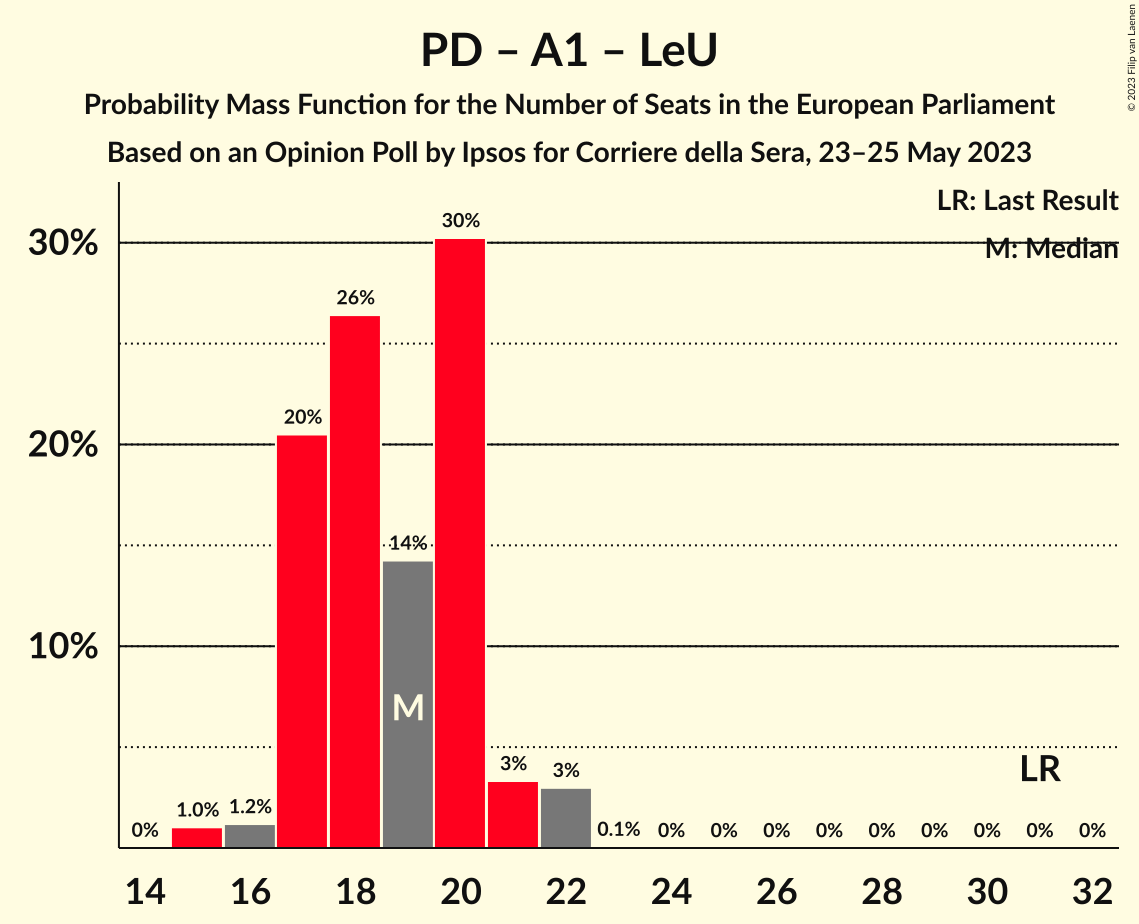 PD – A1 – LeU
Probability Mass Function for the Number of Seats in the European Parliament
Based on an Opinion Poll by Ipsos for Corriere della Sera, 23–25 May 2023
© 2023 Filip van Laenen
LR: Last Result
M: Median
30%
20%
10%
0%
1.0%
1.2%
20%
26%
14%
30%
3%
3%
0.1%
0%
0%
0%
0%
0%
0%
0%
0%
0%
M
LR
14 16 18 20 22 24 26 28 30 32